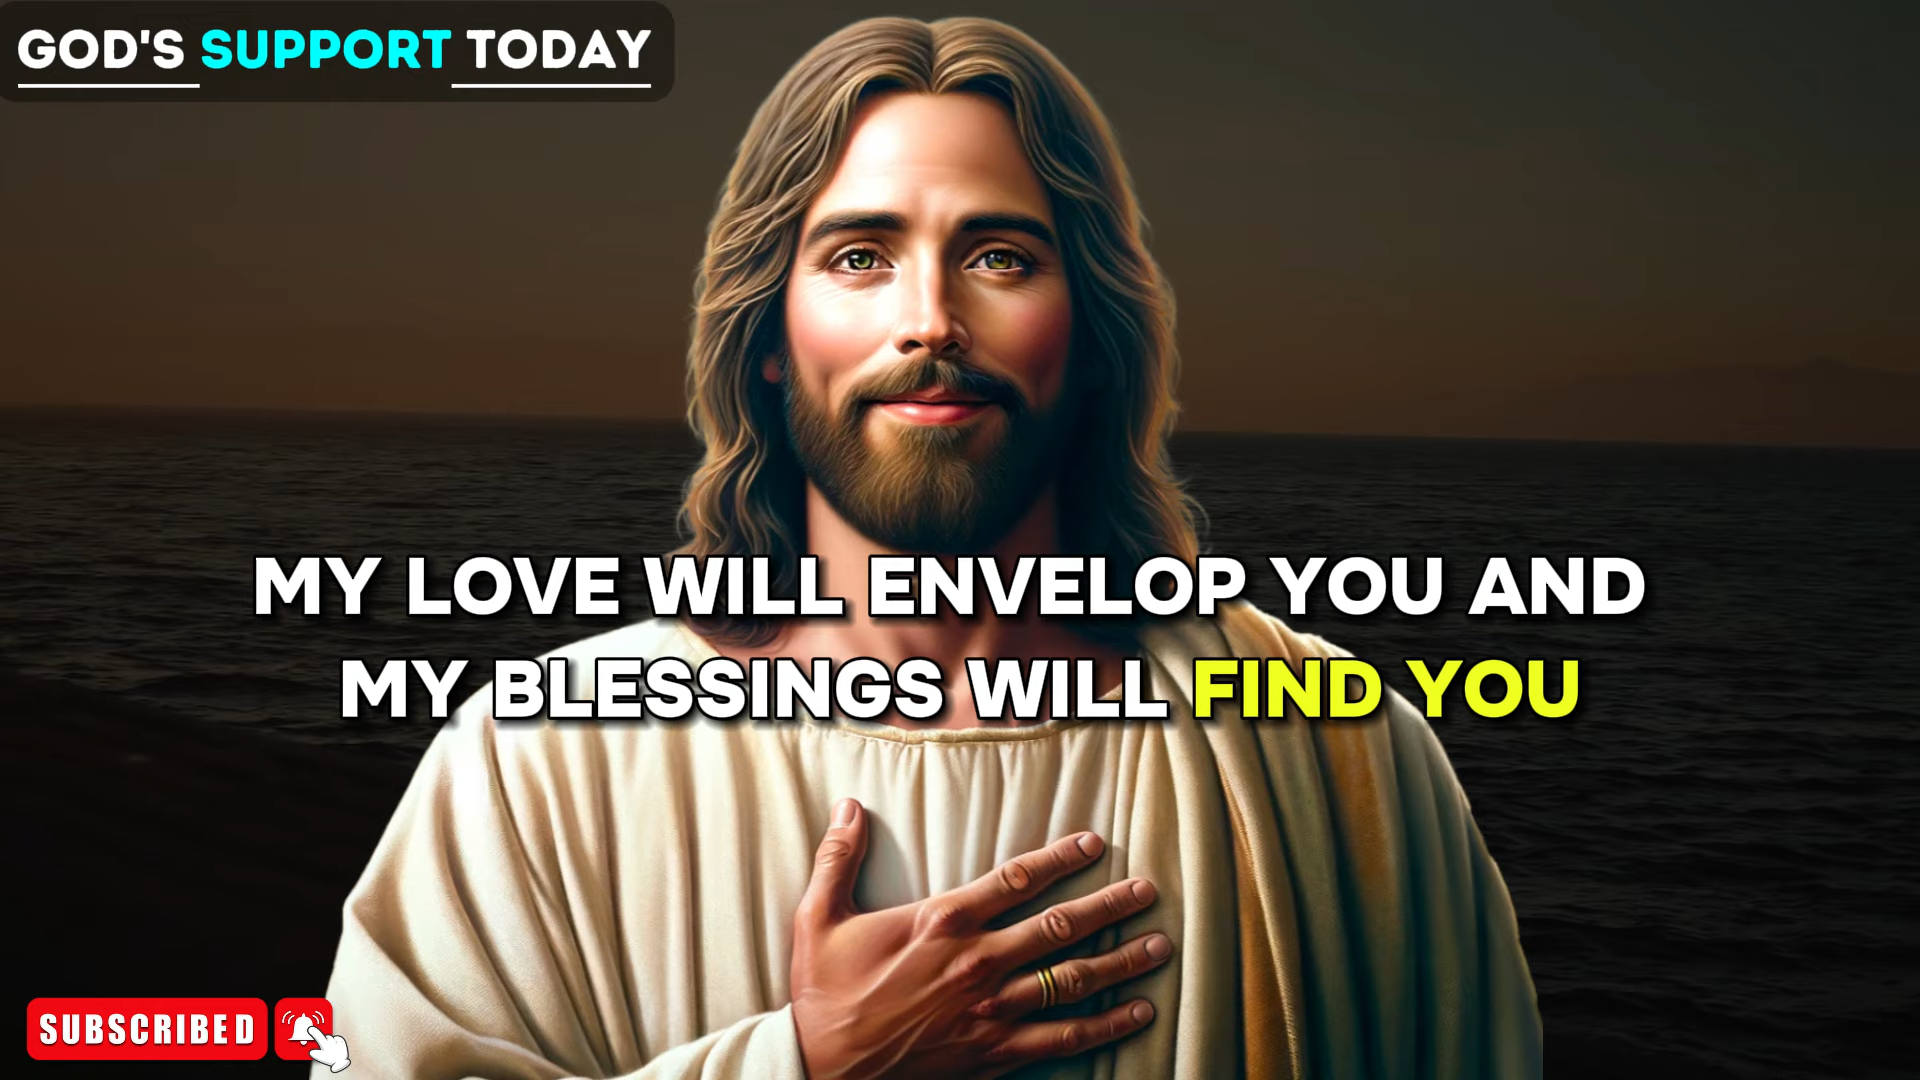 GOD'S SUPPORT TODAY
MY LOVE WILL ENVELOP YOU AND
MY BLESSINGS WILL FIND YOU
SUBSCRIBED